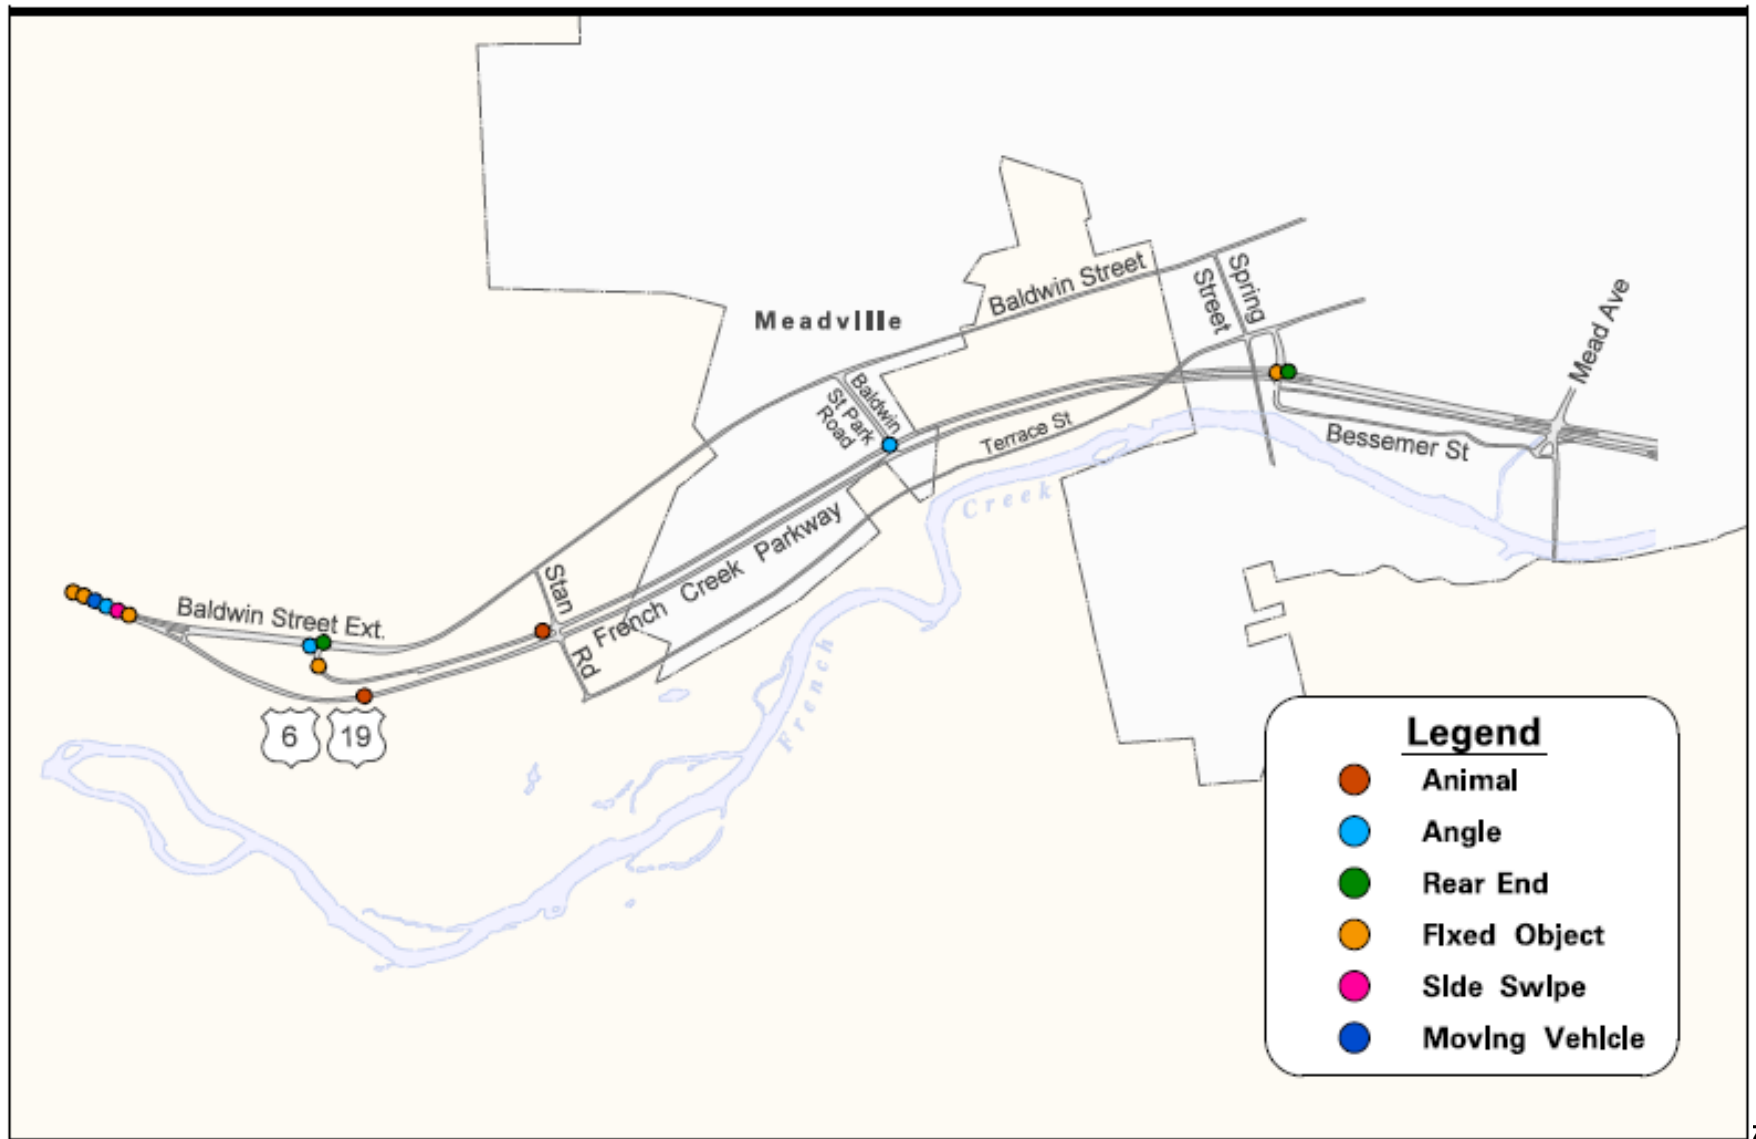 Meadville
Baldwin Street
Spring
Street
Mead Ave
Baldwin
St Park
Road
Terrace St
Bessemer St
Creek
French Creek Parkway
Stan
Rd
Baldwin Street Ext.
French
6
19
Legend
Animal
Angle
Rear End
Fixed Object
Side Swipe
Moving Vehicle